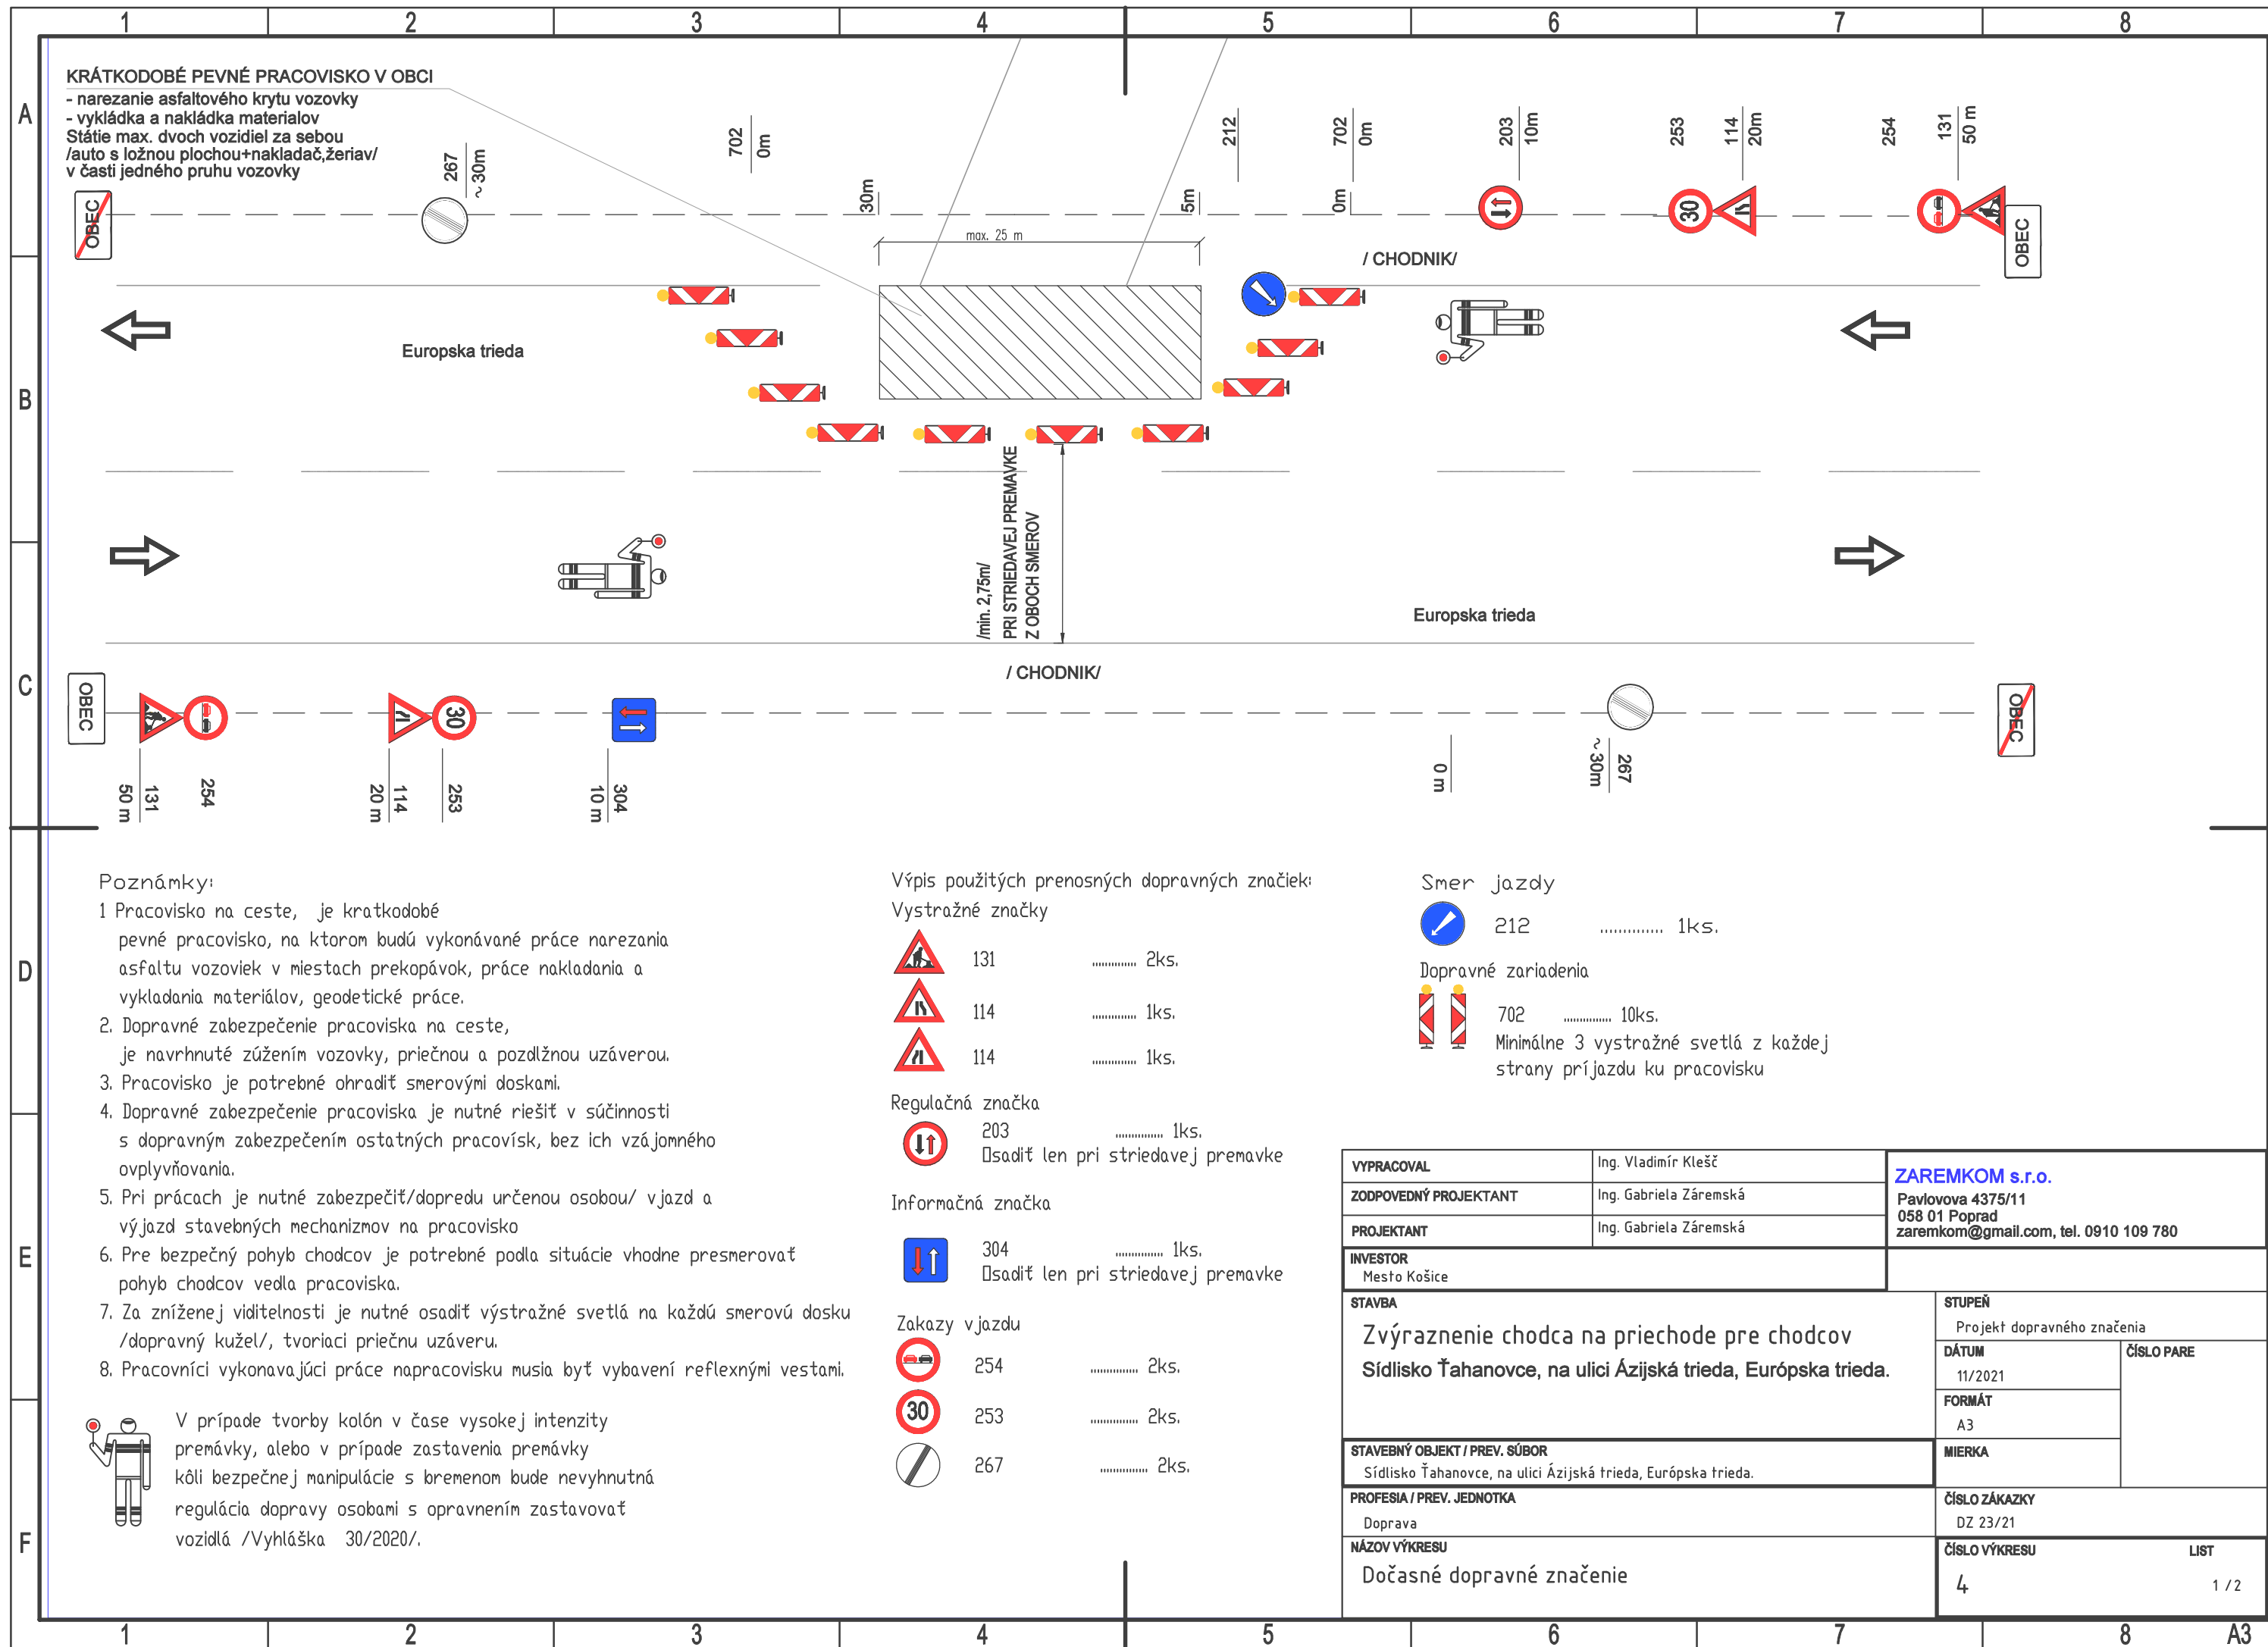 1 2 3 4 5 6 7 8
A
B
C
D
E
F
KRÁTKODOBÉ PEVNÉ PRACOVISKO V OBCI
- narezanie asfaltového krytu vozovky
- vykládka a nakládka materialov
Státie max. dvoch vozidiel za sebou
/auto s ložnou plochou+nakladač,žeriav/
v časti jedného pruhu vozovky
OBEC
267
~30m
702
0m
30m
max. 25 m
5m
212
702
0m
0m
203
10m
253
114
20m
254
131
50 m
30
OBEC
/ CHODNIK/
Europska trieda
/min. 2,75m/
PRI STRIEDAVEJ PREMAVKE
Z OBOCH SMEROV
Europska trieda
/ CHODNIK/
OBEC
30
OBEC
50 m
131
254
20 m
114
253
10 m
304
0 m
~30m
267
Poznámky:
1 Pracovisko na ceste, je kratkodobé
pevné pracovisko, na ktorom budú vykonávané práce narezania
asfaltu vozoviek v miestach prekopávok, práce nakladania a
vykladania materiálov, geodetické práce.
2. Dopravné zabezpečenie pracoviska na ceste,
je navrhnuté zúžením vozovky, priečnou a pozdlžnou uzáverou.
3. Pracovisko je potrebné ohradiť smerovými doskami.
4. Dopravné zabezpečenie pracoviska je nutné riešiť v súčinnosti
s dopravným zabezpečením ostatných pracovísk, bez ich vzájomného
ovplyvňovania.
5. Pri prácach je nutné zabezpečiť/dopredu určenou osobou/ vjazd a
výjazd stavebných mechanizmov na pracovisko
6. Pre bezpečný pohyb chodcov je potrebné podla situácie vhodne presmerovať
pohyb chodcov vedla pracoviska.
7. Za zníženej viditelnosti je nutné osadiť výstražné svetlá na každú smerovú dosku
/dopravný kužel/, tvoriaci priečnu uzáveru.
8. Pracovníci vykonavajúci práce napracovisku musia byť vybavení reflexnými vestami.
V prípade tvorby kolón v čase vysokej intenzity
premávky, alebo v prípade zastavenia premávky
kôli bezpečnej manipulácie s bremenom bude nevyhnutná
regulácia dopravy osobami s opravnením zastavovať
vozidlá /Vyhláška 30/2020/.
Výpis použitých prenosných dopravných značiek:
Vystražné značky
131 .............. 2ks.
114 .............. 1ks.
114 .............. 1ks.
Regulačná značka
203 .............. 1ks.
Osadiť len pri striedavej premavke
Informačná značka
304 .............. 1ks.
Osadiť len pri striedavej premavke
Zakazy vjazdu
254 .............. 2ks.
30 253 .............. 2ks.
267 .............. 2ks.
Smer jazdy
212 .............. 1ks.
Dopravné zariadenia
702 .............. 10ks.
Minimálne 3 vystražné svetlá z každej
strany príjazdu ku pracovisku
VYPRACOVAL Ing. Vladimír Klešč
ZODPOVEDNÝ PROJEKTANT Ing. Gabriela Záremská
PROJEKTANT Ing. Gabriela Záremská
ZAREMKOM s.r.o.
Pavlovova 4375/11
058 01 Poprad
zaremkom@gmail.com, tel. 0910 109 780
INVESTOR
Mesto Košice
STAVBA
Zvýraznenie chodca na priechode pre chodcov
Sídlisko Ťahanovce, na ulici Ázijská trieda, Európska trieda.
STUPEŇ
Projekt dopravného značenia
DÁTUM
11/2021
ČÍSLO PARE
FORMÁT
A3
MIERKA
STAVEBNÝ OBJEKT / PREV. SÚBOR
Sídlisko Ťahanovce, na ulici Ázijská trieda, Európska trieda.
PROFESIA / PREV. JEDNOTKA
Doprava
ČÍSLO ZÁKAZKY
DZ 23/21
NÁZOV VÝKRESU
Dočasné dopravné značenie
ČÍSLO VÝKRESU
4
LIST
1 / 2
1 2 3 4 5 6 7 8 A3